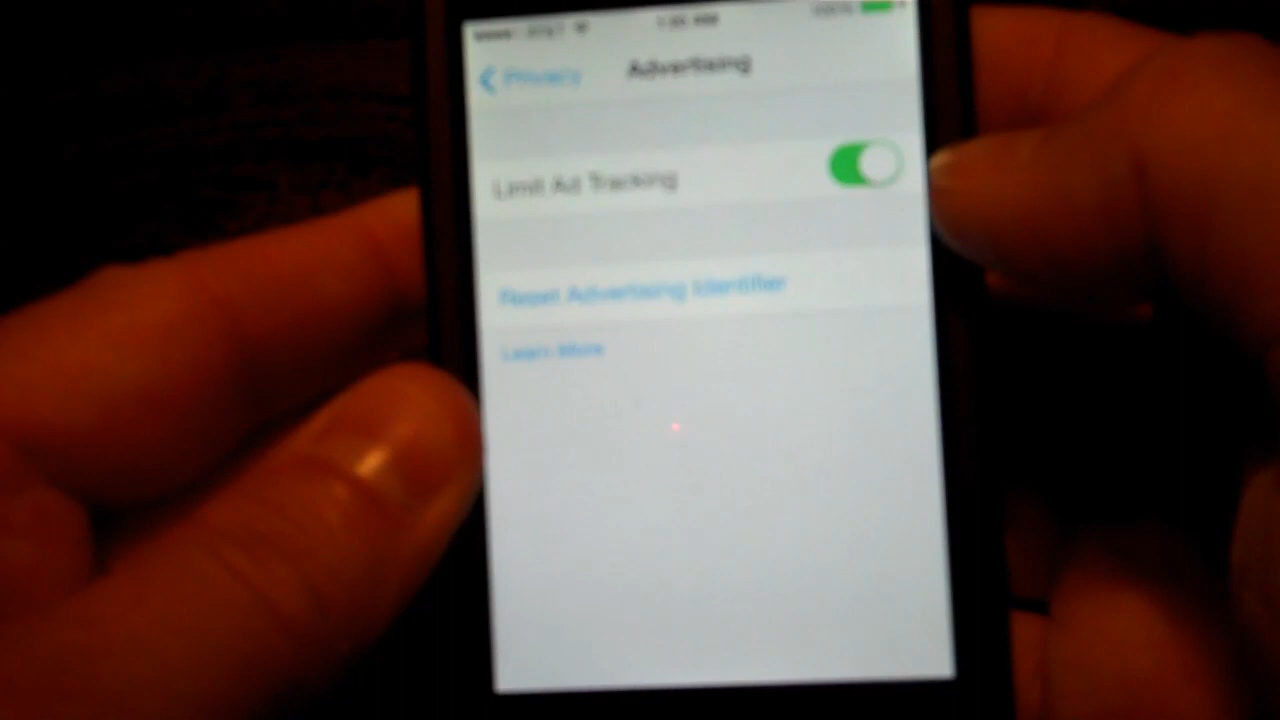 Privacy
Advertising
Limit Ad Tracking
Reset Advertising Identifier
Learn More